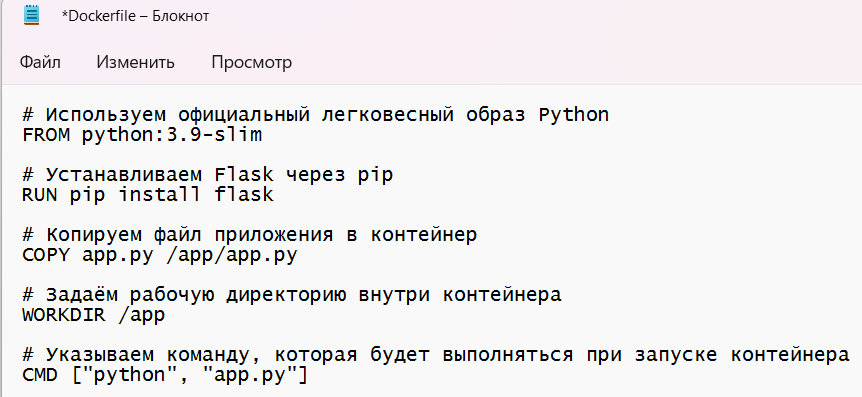 *Dockerfile – Блокнот
Файл Изменить Просмотр
# Используем официальный легковесный образ Python
FROM python:3.9-slim
# Устанавливаем Flask через pip
RUN pip install flask
# Копируем файл приложения в контейнер
COPY app.py /app/app.py
# Задаём рабочую директорию внутри контейнера
WORKDIR /app
# Указываем команду, которая будет выполняться при запуске контейнера
CMD ["python", "app.py"]